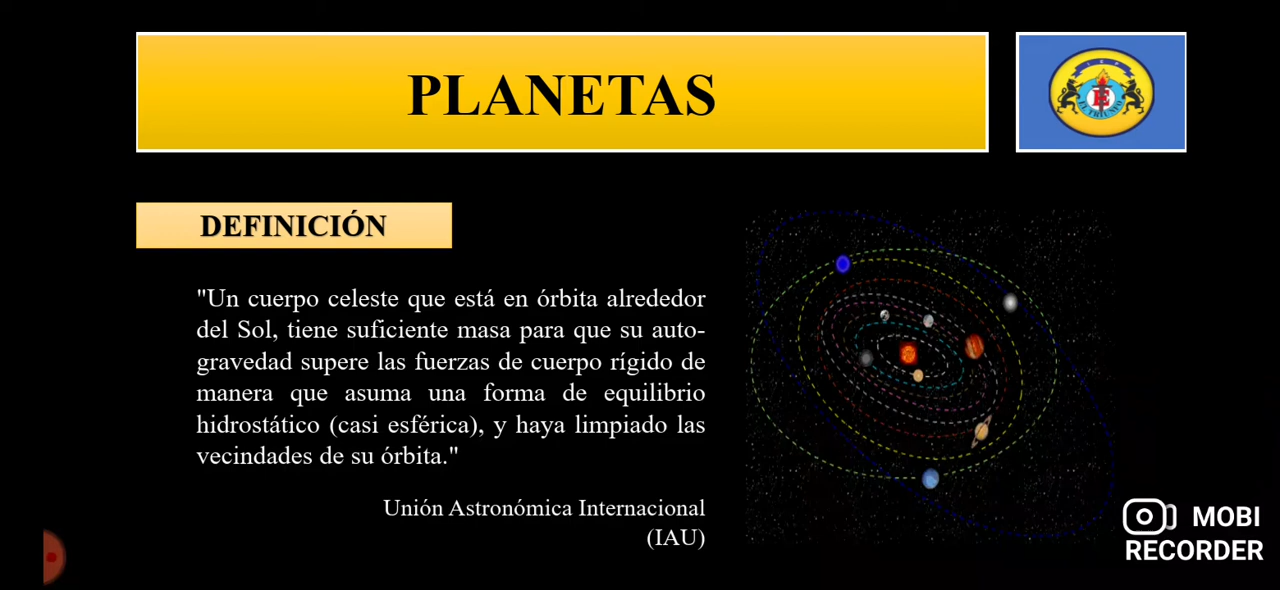 PLANETAS
E
EL TRIUNFO
DEFINICIÓN
"Un cuerpo celeste que está en órbita alrededor
del Sol, tiene suficiente masa para que su auto-
gravedad supere las fuerzas de cuerpo rígido de
manera que asuma una forma de equilibrio
hidrostático (casi esférica), y haya limpiado las
vecindades de su órbita."
Unión Astronómica Internacional
(IAU)
MOBI
RECORDER